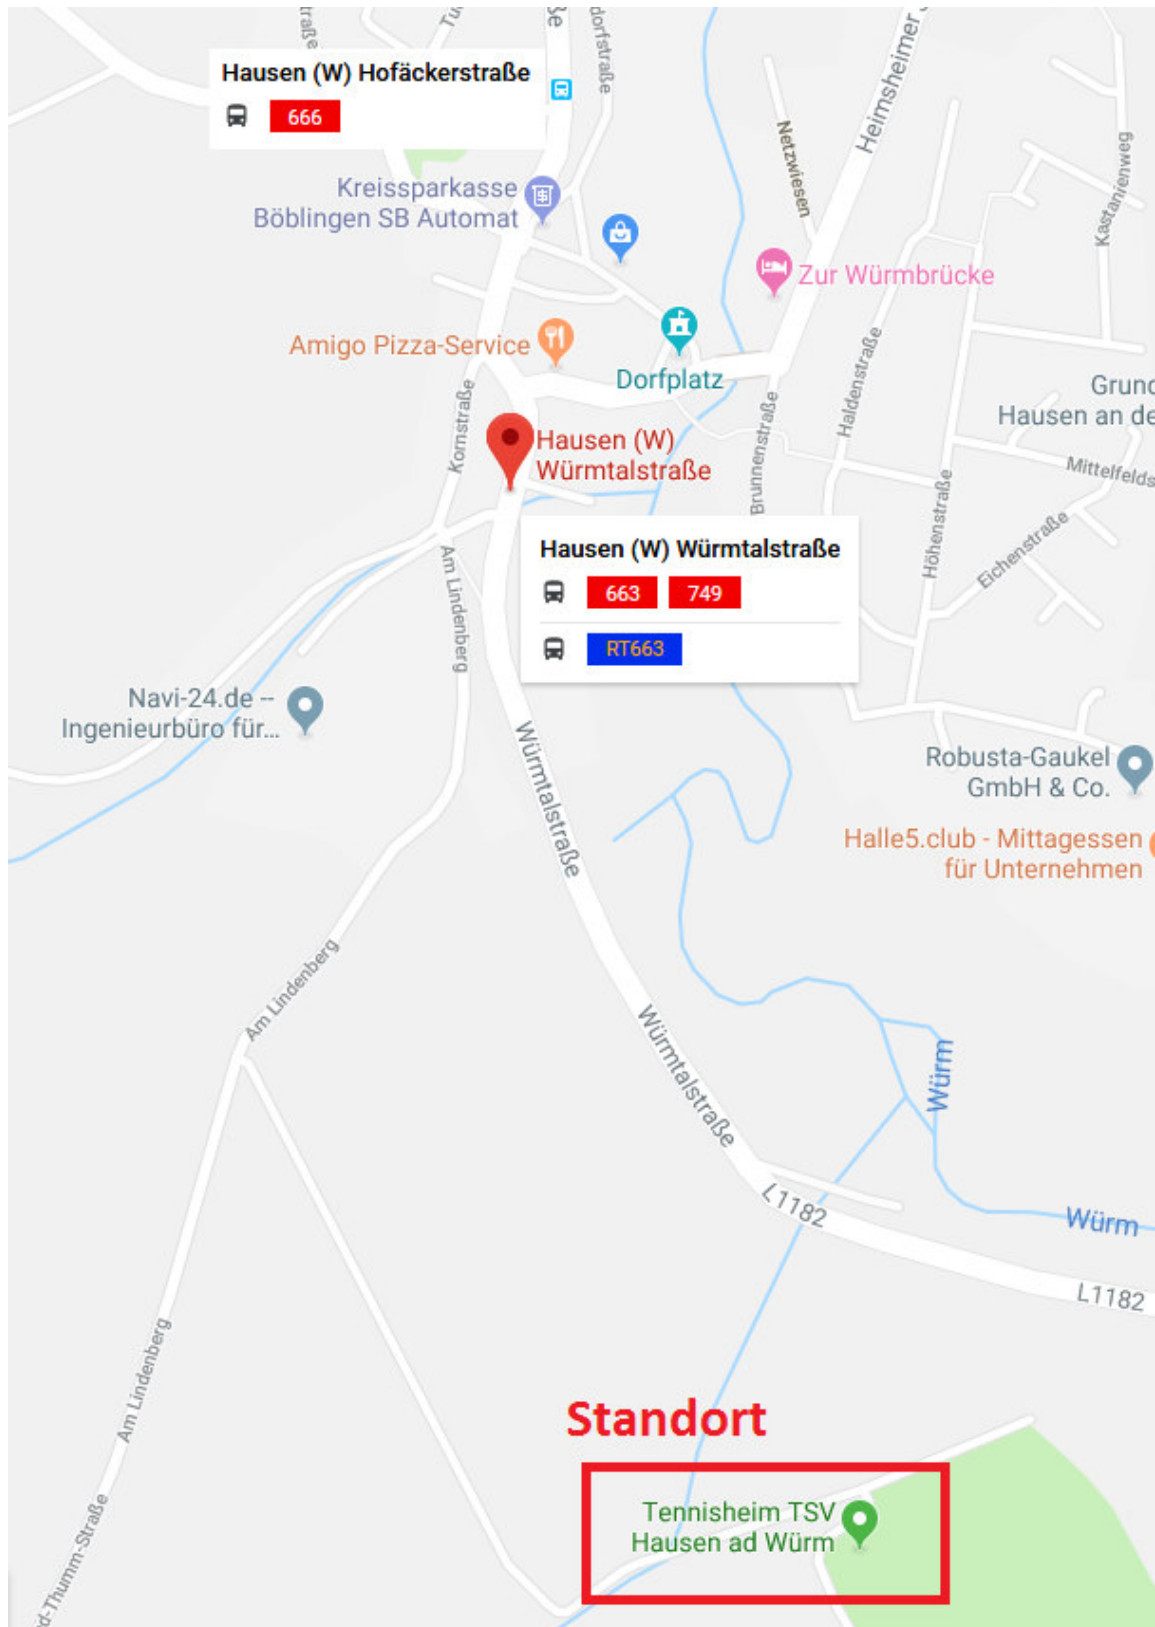 Hausen (W) Hofäckerstraße
666
Kreissparkasse
Böblingen SB Automat
Netzwiesen
Heimsheimer
Kastanienweg
Zur Würmbrücke
Amigo Pizza-Service
Dorfplatz
Kornstraße
Haldenstraße
Brunnenstraße
Hausen (W)
Würmtalstraße
Hausen an de
Mittelfelds
Höhenstraße
Eichenstraße
Am Lindenberg
Hausen (W) Würmtalstraße
663 749
RT663
Navi-24.de –
Ingenieurbüro für...
Würmtalstraße
Robusta-Gaukel
GmbH & Co.
Halle5.club - Mittagessen
für Unternehmen
Am Lindenberg
Würmtalstraße
Würm
L1182
Würm
L1182
Am Lindenberg
Standort
Tennisheim TSV
Hausen ad Würm
d-Thumm-Straße